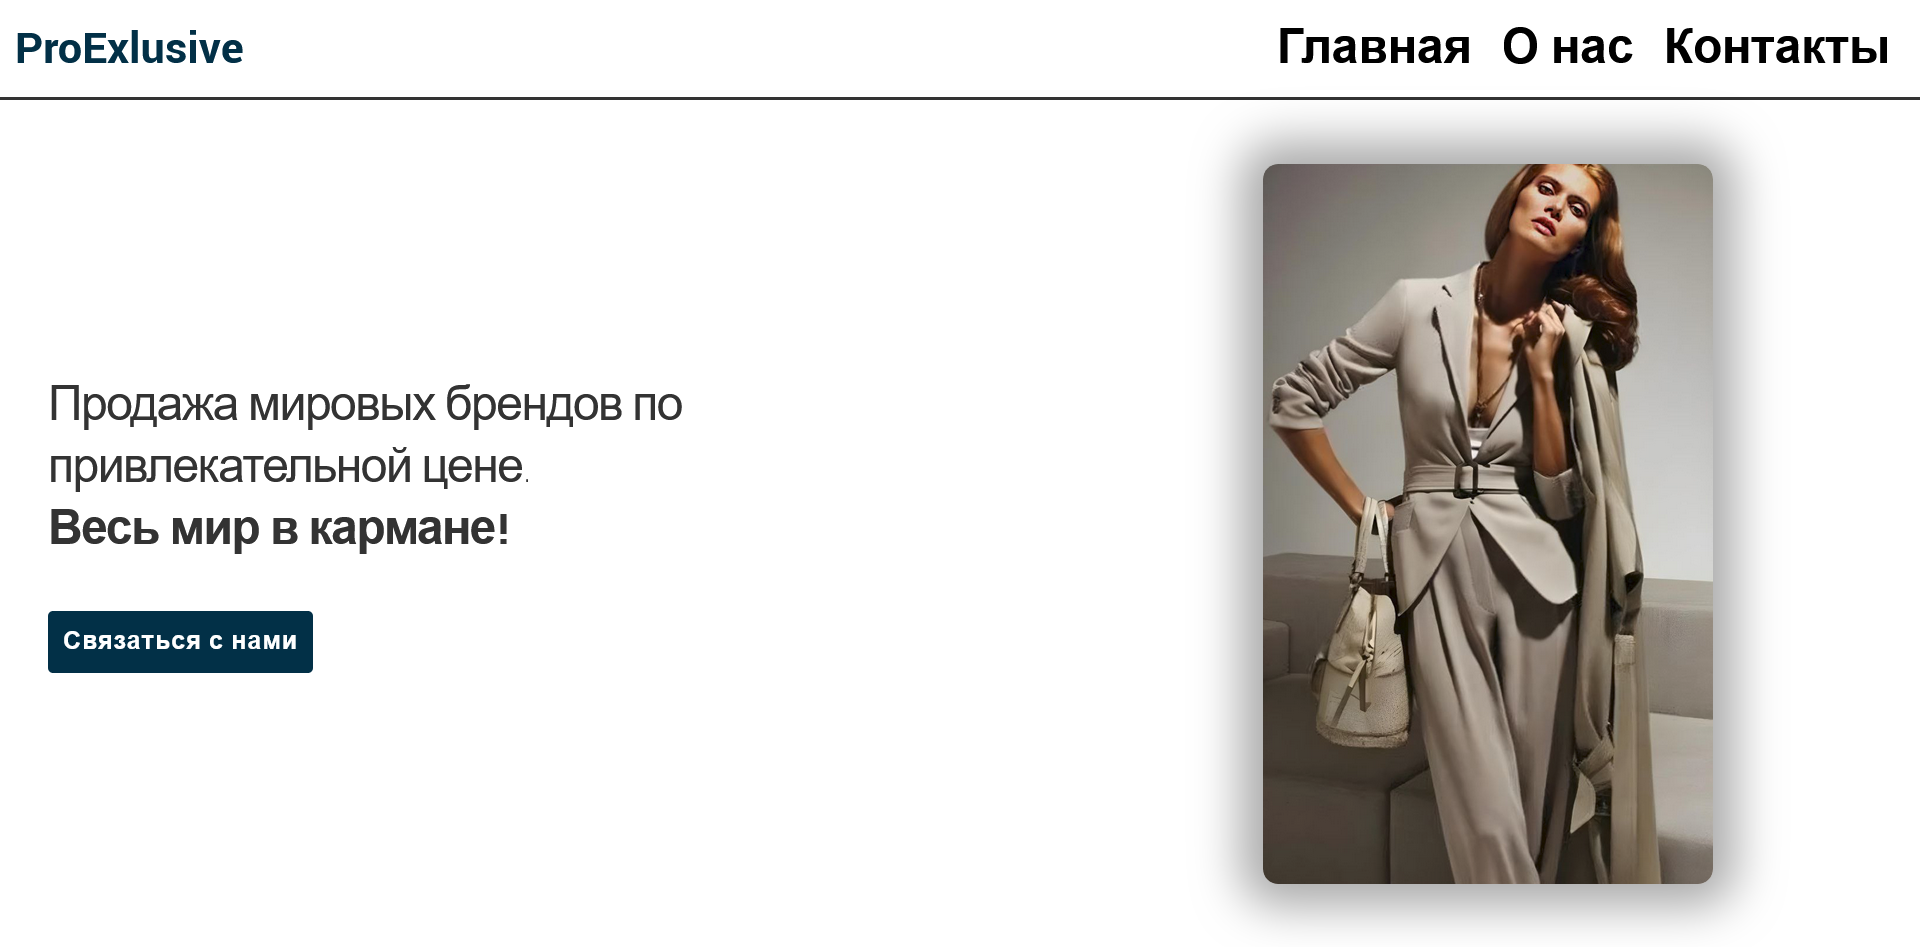 ProExlusive
Главная О нас Контакты
Продажа мировых брендов по
привлекательной цене.
Весь мир в кармане!
Связаться с нами